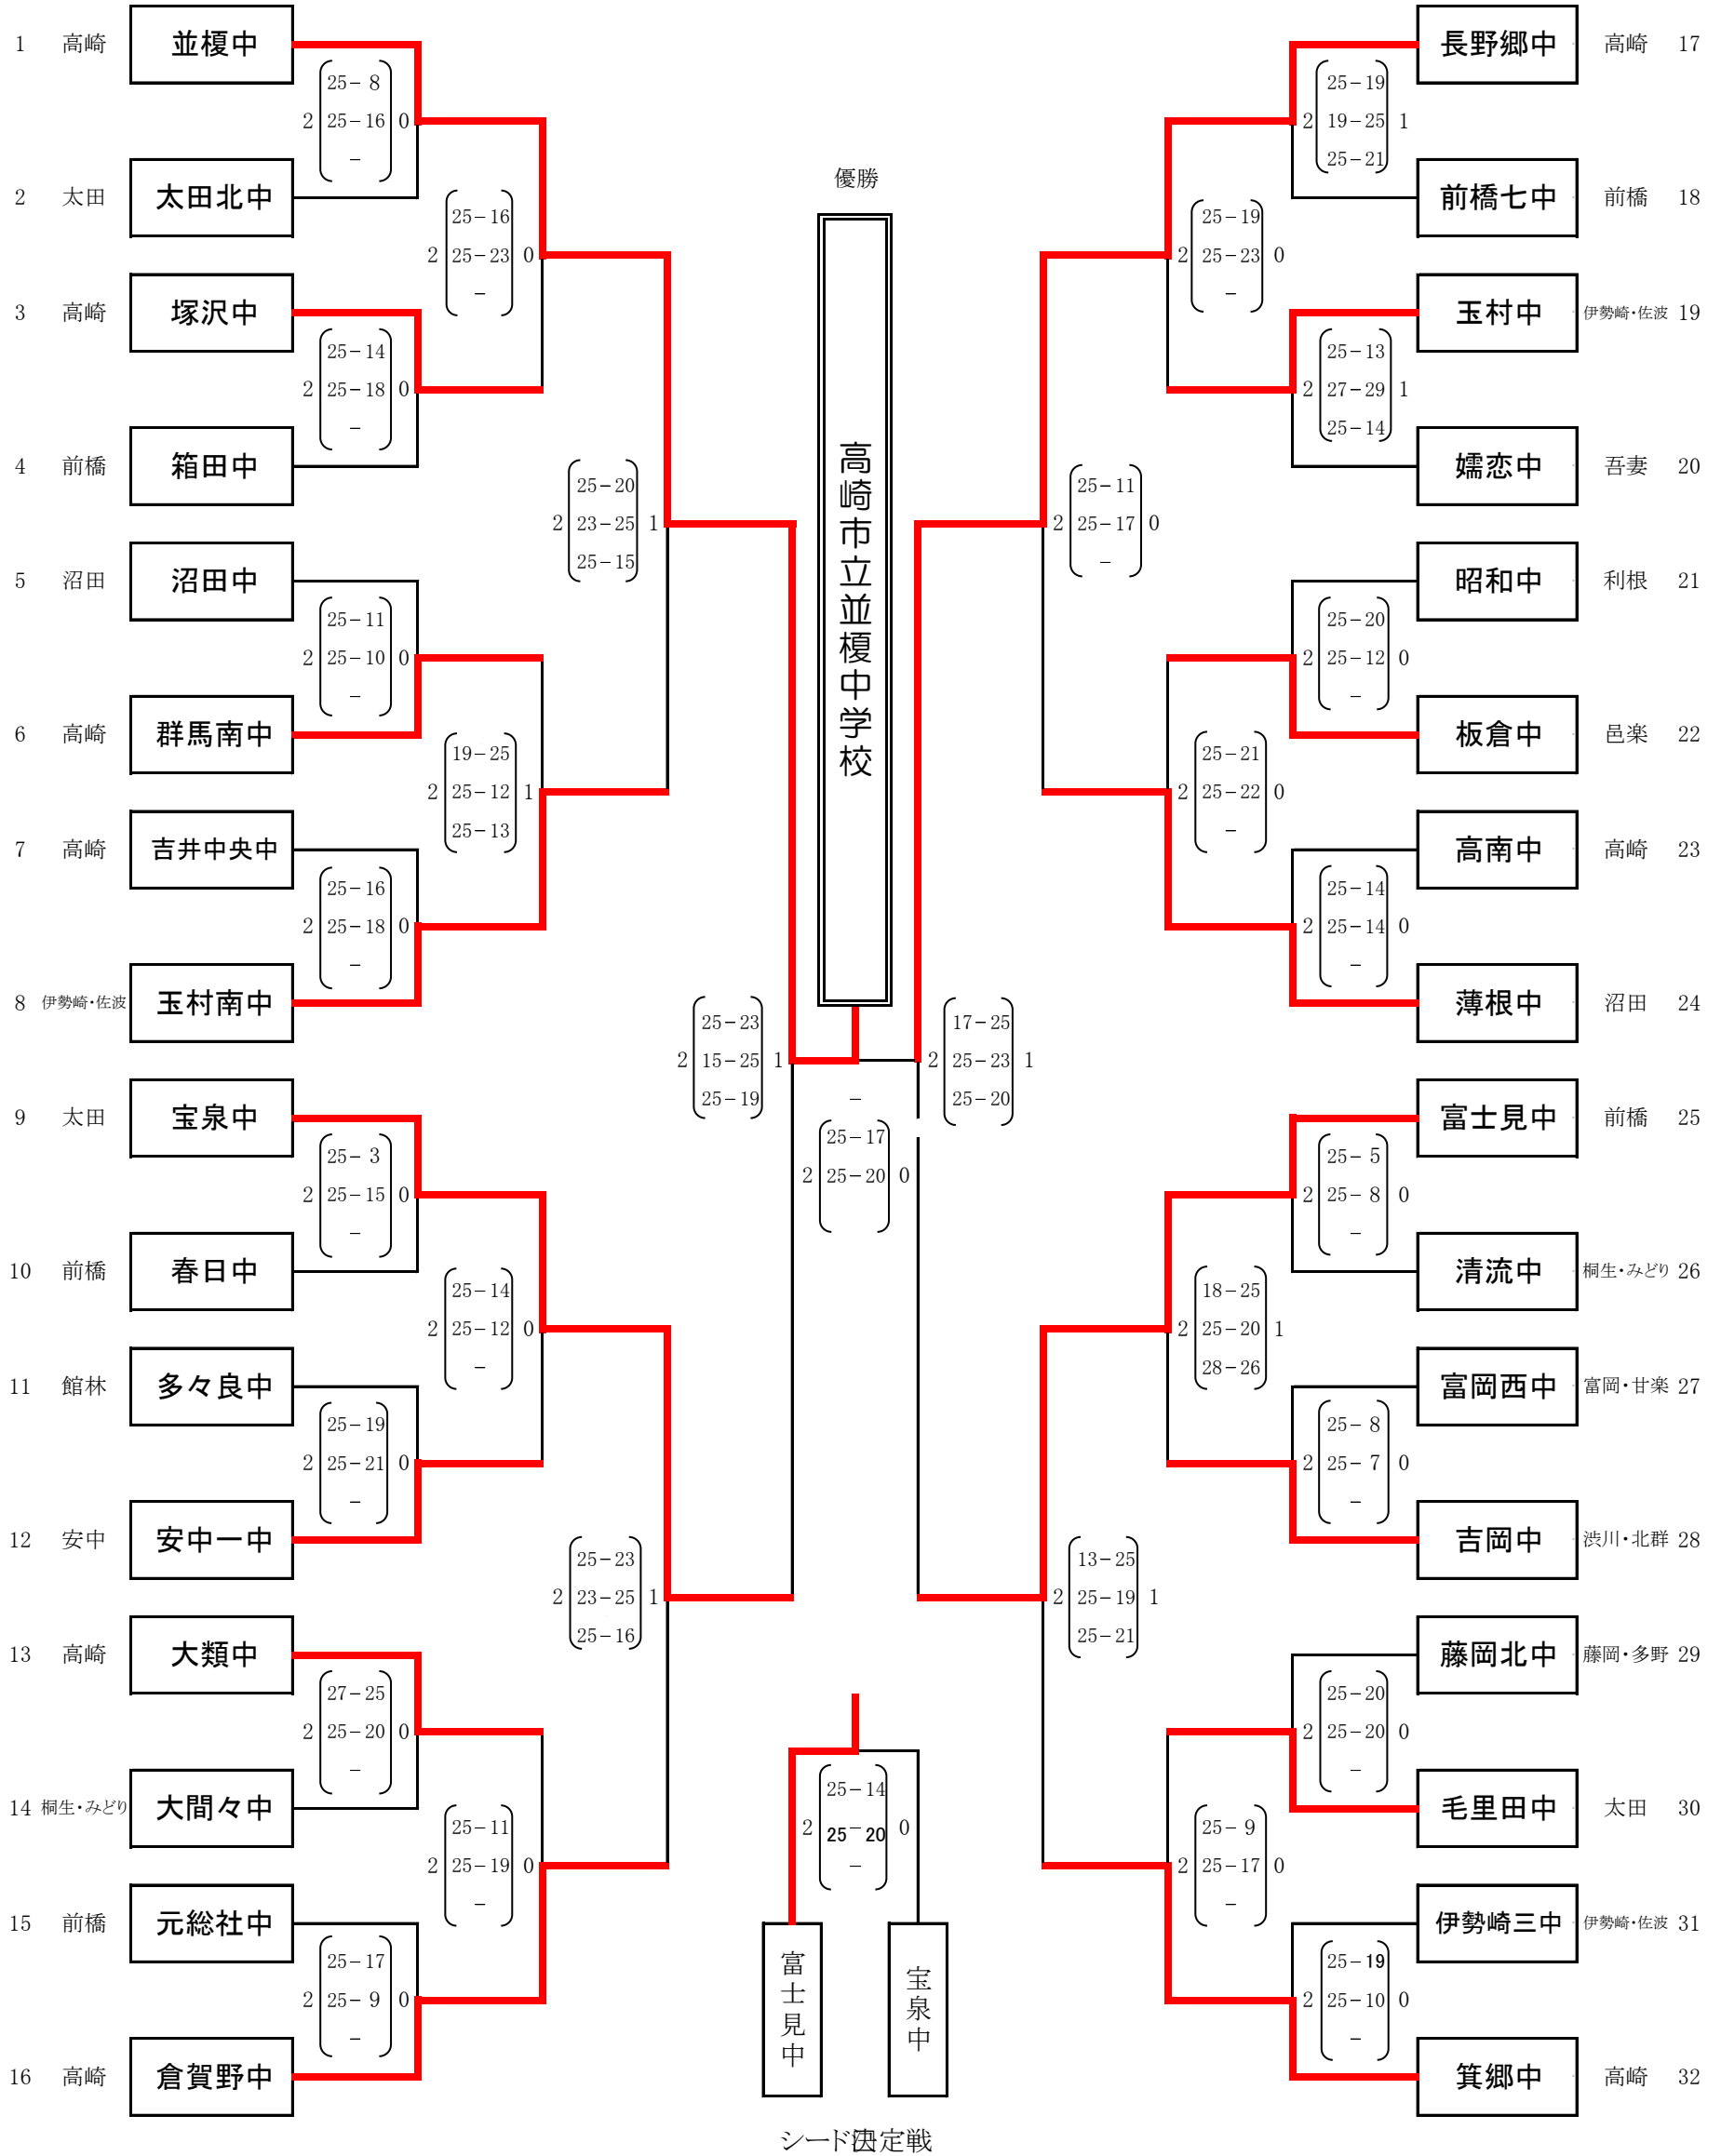 1 高崎 並榎中
25- 8
2 25-16 0
-
2 太田 太田北中
25-16
2 25-23 0
-
3 高崎 塚沢中
25-14
2 25-18 0
-
4 前橋 箱田中
25-20
2 23-25 1
25-15
5 沼田 沼田中
25-11
2 25-10 0
-
6 高崎 群馬南中
19-25
2 25-12 1
25-13
7 高崎 吉井中央中
25-16
2 25-18 0
-
8 伊勢崎・佐波 玉村南中
25-23
2 15-25 1
25-19
9 太田 宝泉中
25- 3
2 25-15 0
-
10 前橋 春日中
25-14
2 25-12 0
-
11 館林 多々良中
25-19
2 25-21 0
-
12 安中 安中一中
25-23
2 23-25 1
25-16
13 高崎 大類中
27-25
2 25-20 0
-
14 桐生・みどり 大間々中
25-11
2 25-19 0
-
15 前橋 元総社中
25-17
2 25- 9 0
-
16 高崎 倉賀野中
優勝
高崎市立並榎中学校
-
25-17
2 25-20 0
25-14
2 25- 20 0
-
富士見中
宝泉中
シード決定戦
長野郷中 高崎 17
25-19
2 19-25 1
25-21
前橋七中 前橋 18
25-19
2 25-23 0
-
玉村中 伊勢崎・佐波 19
25-13
2 27-29 1
25-14
嬬恋中 吾妻 20
25-11
2 25-17 0
-
昭和中 利根 21
25-20
2 25-12 0
-
板倉中 邑楽 22
25-21
2 25-22 0
-
高南中 高崎 23
25-14
2 25-14 0
-
薄根中 沼田 24
17-25
2 25-23 1
25-20
富士見中 前橋 25
25- 5
2 25- 8 0
-
清流中 桐生・みどり 26
18-25
2 25-20 1
28-26
富岡西中 富岡・甘楽 27
25- 8
2 25- 7 0
-
吉岡中 渋川・北群 28
13-25
2 25-19 1
25-21
藤岡北中 藤岡・多野 29
25-20
2 25-20 0
-
毛里田中 太田 30
25- 9
2 25-17 0
-
伊勢崎三中 伊勢崎・佐波 31
25-19
2 25-10 0
-
箕郷中 高崎 32